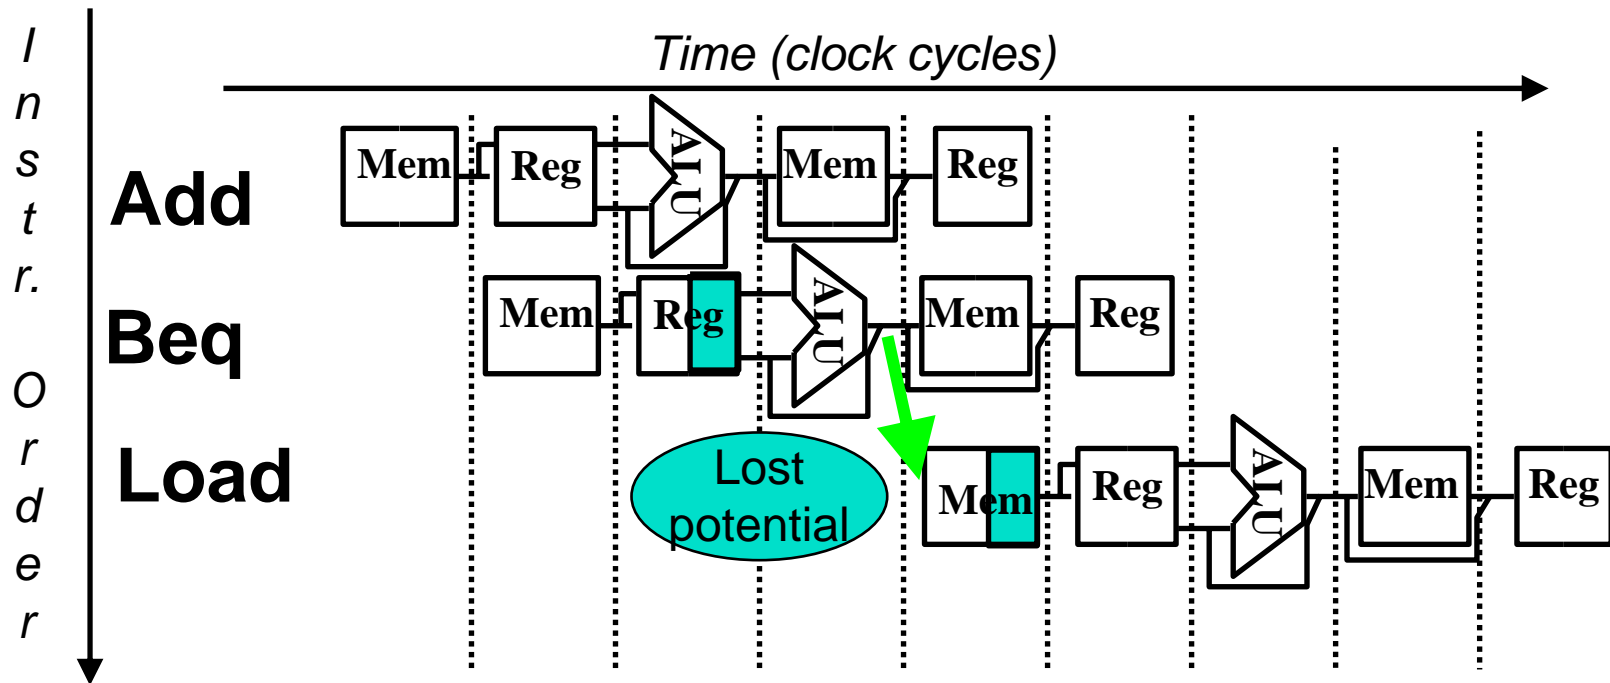 Time (clock cycles)
I
n
s
t
r.
O
r
d
e
r
Add
Mem Reg ALU Mem Reg
Beq
Mem Reg ALU Mem Reg
Load
Lost
potential
Mem Reg ALU Mem Reg